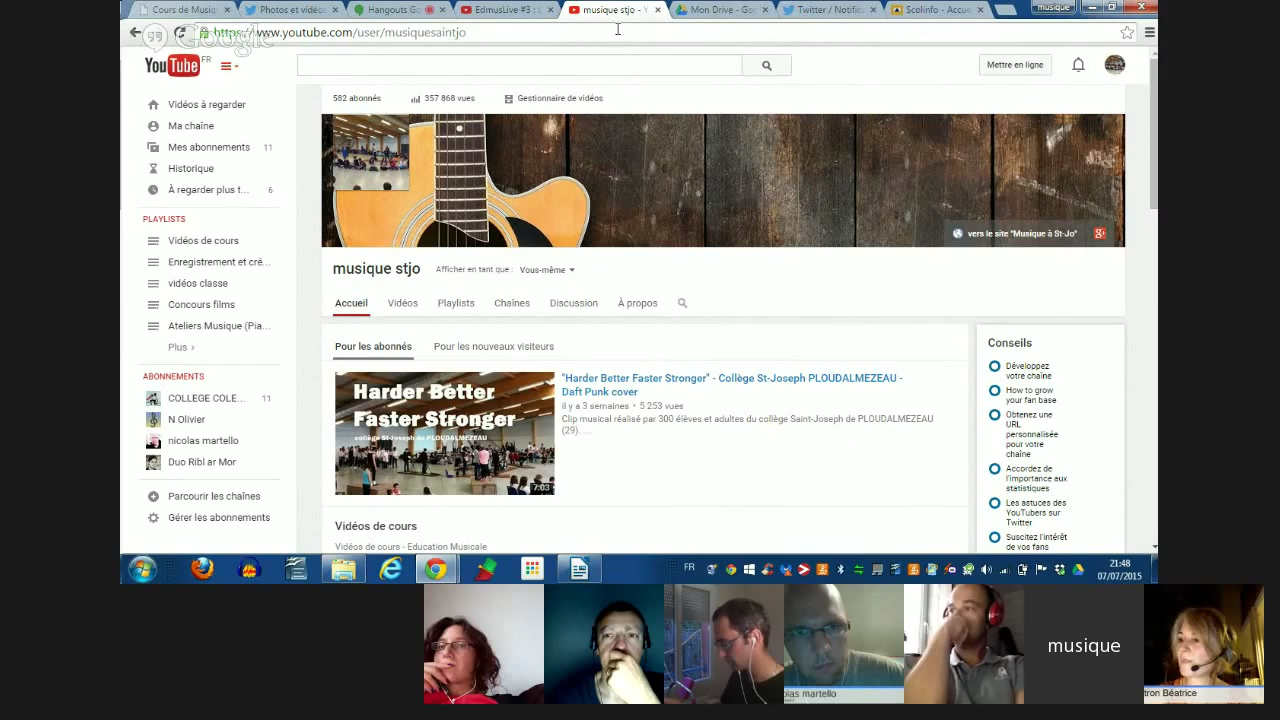 Cours de Musiq
Photos et vidéos
Hangouts Go
EdmusLive #3 : L
musique stjo - Y
Mon Drive - Goo
Twitter / Notifica
Scolinfo - Accue
musique
Google
https://www.youtube.com/user/musiquesaintjo
YouTube FR
Mettre en ligne
Vidéos à regarder
Ma chaîne
Mes abonnements 11
Historique
À regarder plus t... 6
PLAYLISTS
Vidéos de cours
Enregistrement et cré...
vidéos classe
Concours films
Ateliers Musique (Pia...
Plus ›
ABONNEMENTS
COLLEGE COLE... 11
N Olivier
nicolas martello
Duo Ribl ar Mor
Parcourir les chaînes
Gérer les abonnements
582 abonnés
357 868 vues
Gestionnaire de vidéos
vers le site "Musique à St-Jo"
musique stjo
Afficher en tant que : Vous-même
Accueil
Vidéos
Playlists
Chaînes
Discussion
À propos
Pour les abonnés
Pour les nouveaux visiteurs
Harder Better
Faster Stronger
collège St-Joseph de PLOUDALMEZEAU
7:03
"Harder Better Faster Stronger" - Collège St-Joseph PLOUDALMEZEAU -
Daft Punk cover
il y a 3 semaines • 5 253 vues
Clip musical réalisé par 300 élèves et adultes du collège Saint-Joseph de PLOUDALMEZEAU
(29). ...
Vidéos de cours
Vidéos de cours - Education Musicale
Conseils
Développez
votre chaîne
How to grow
your fan base
Obtenez une
URL
personnalisée
pour votre
chaîne
Accordez de
l'importance aux
statistiques
Les astuces des
YouTubers sur
Twitter
Suscitez l'intérêt
de vos fans
FR
21:48
07/07/2015
olas martello
musique
tron Béatrice